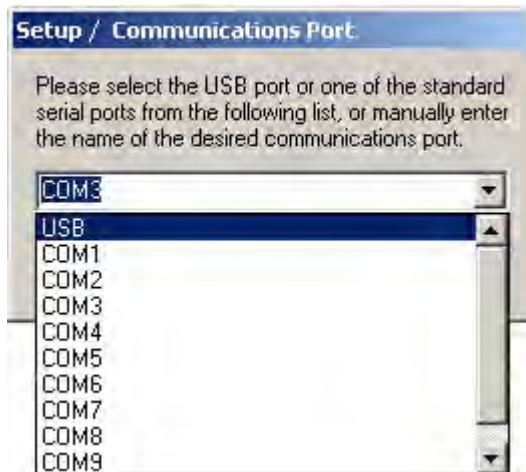 Setup / Communications Port
Please select the USB port or one of the standard
serial ports from the following list, or manually enter
the name of the desired communications port.
COM3
USB
COM1
COM2
COM3
COM4
COM5
COM6
COM7
COM8
COM9